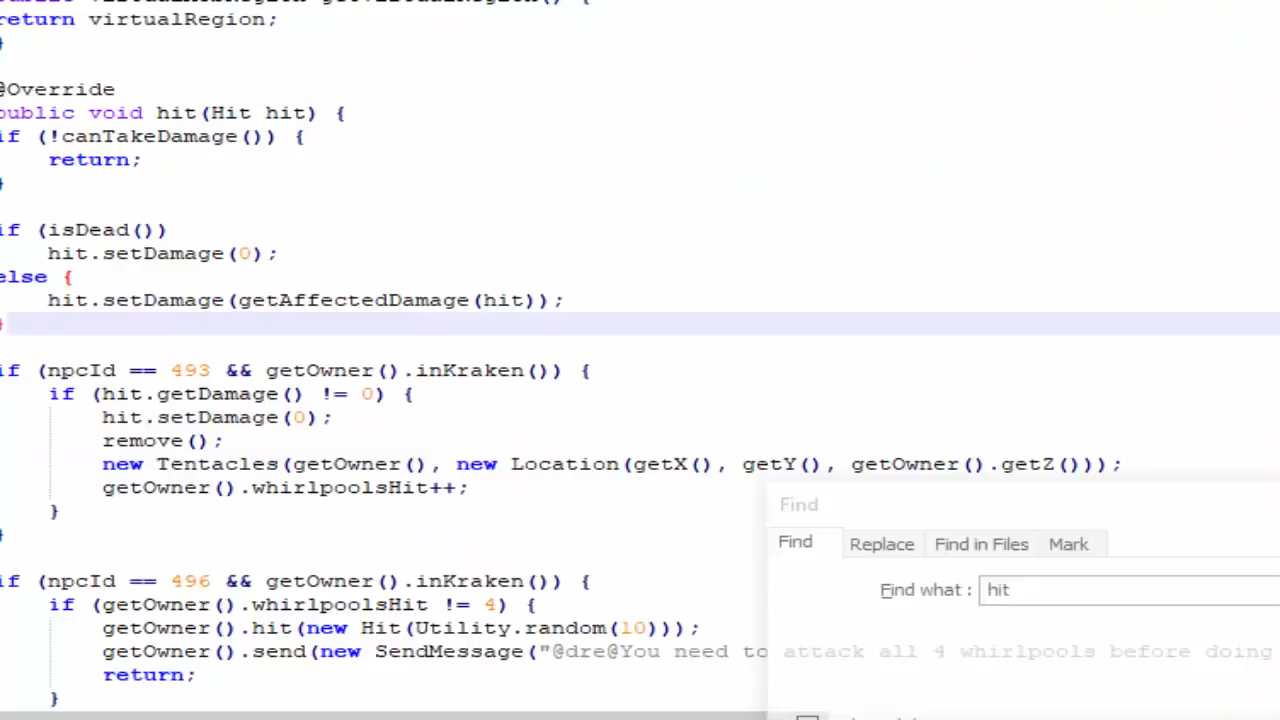 return virtualRegion;
}
@Override
public void hit(Hit hit) {
if (!canTakeDamage()) {
return;
}
if (isDead())
hit.setDamage(0);
else {
hit.setDamage(getAffectedDamage(hit));
}
if (npcId == 493 && getOwner().inKraken()) {
if (hit.getDamage() != 0) {
hit.setDamage(0);
remove();
new Tentacles(getOwner(), new Location(getX(), getY(), getOwner().getZ()));
getOwner().whirlpoolsHit++;
}
}
if (npcId == 496 && getOwner().inKraken()) {
if (getOwner().whirlpoolsHit != 4) {
getOwner().hit(new Hit(Utility.random(10)));
getOwner().send(new SendMessage("@dre@You need to attack all 4 whirlpools before doing
return;
}
Find
Find Replace Find in Files Mark
Find what : hit